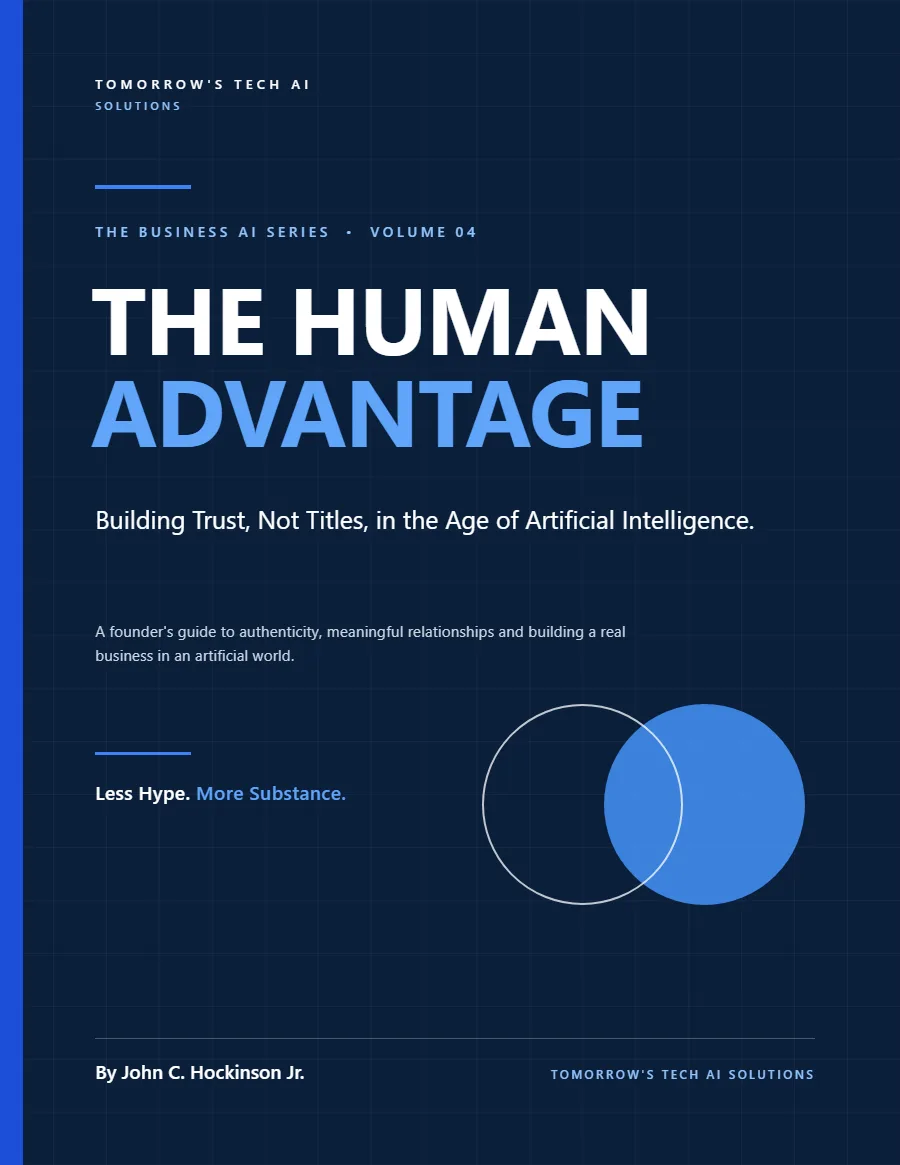 TOMORROW'S TECH AI
SOLUTIONS
THE BUSINESS AI SERIES • VOLUME 04
THE HUMAN
ADVANTAGE
Building Trust, Not Titles, in the Age of Artificial Intelligence.
A founder's guide to authenticity, meaningful relationships and building a real
business in an artificial world.
Less Hype. More Substance.
By John C. Hockinson Jr.
TOMORROW'S TECH AI SOLUTIONS